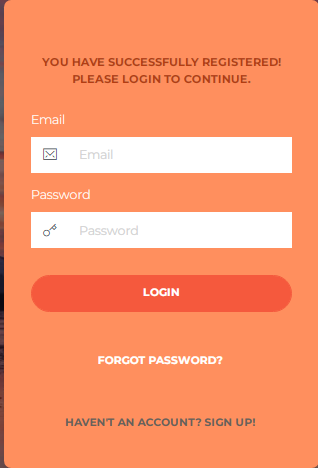 YOU HAVE SUCCESSFULLY REGISTERED!
PLEASE LOGIN TO CONTINUE.
Email
Email
Password
Password
LOGIN
FORGOT PASSWORD?
HAVEN'T AN ACCOUNT? SIGN UP!